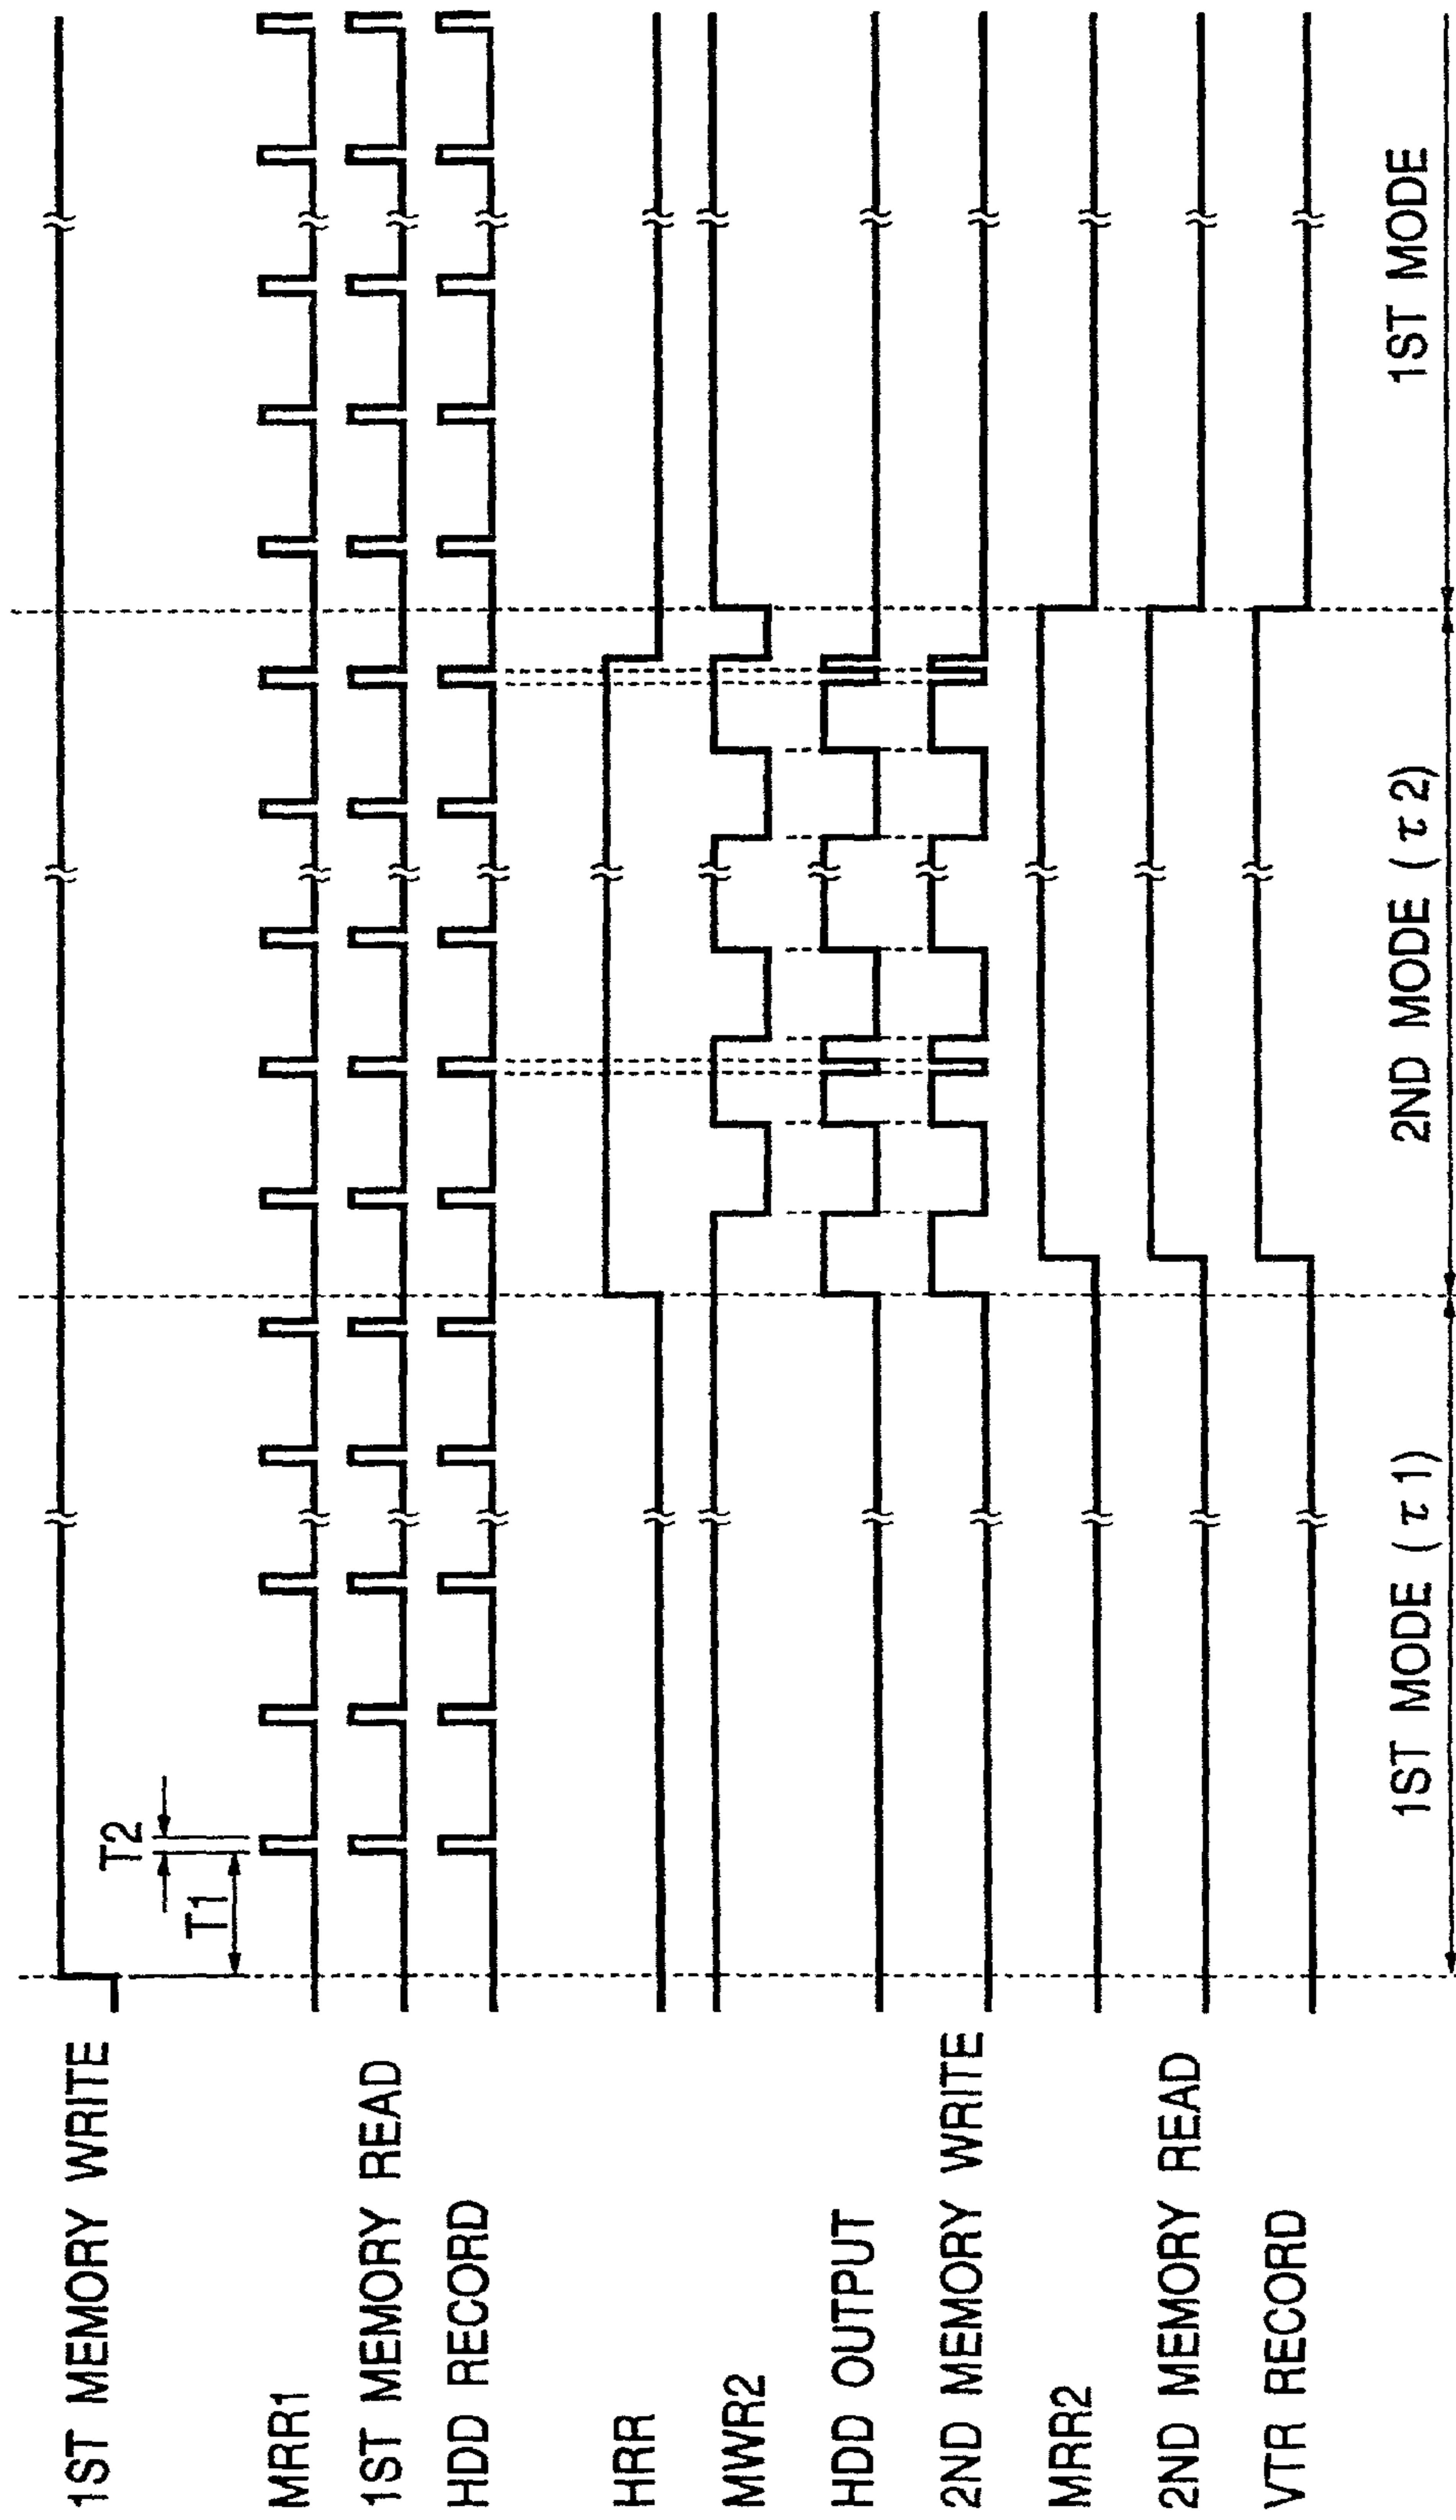 1ST MEMORY WRITE
T2
T1
MRR1
1ST MEMORY READ
HDD RECORD
HRR
MWR2
HDD OUTPUT
2ND MEMORY WRITE
MRR2
2ND MEMORY READ
VTR RECORD
1ST MODE (τ1)
2ND MODE (τ2)
1ST MODE